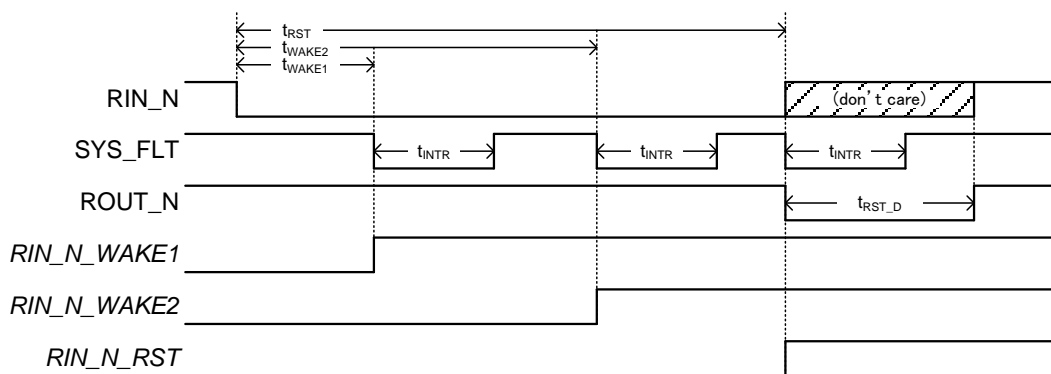 tRST
tWAKE2
tWAKE1
RIN_N
(don't care)
SYS_FLT
tINTR
tINTR
tINTR
ROUT_N
tRST_D
RIN_N_WAKE1
RIN_N_WAKE2
RIN_N_RST